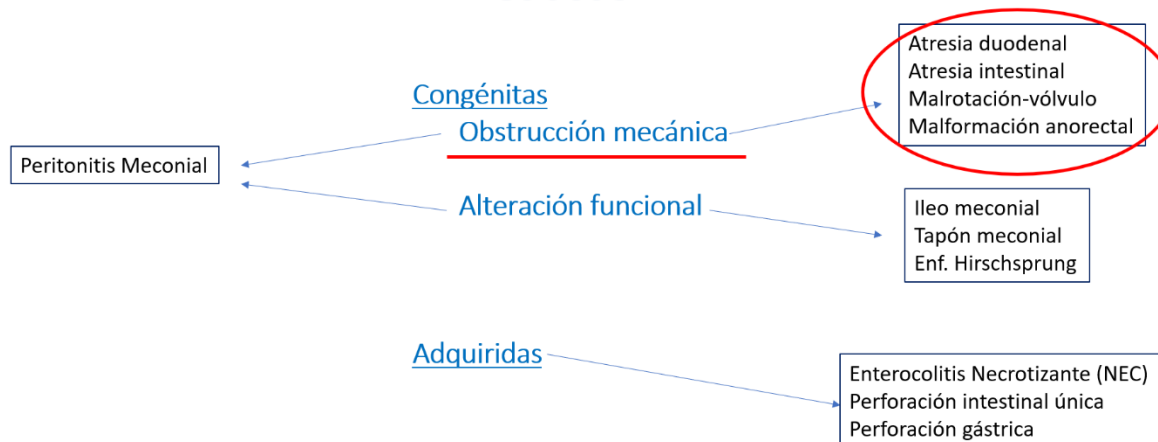 Congénitas
Obstrucción mecánica
Atresia duodenal
Atresia intestinal
Malrotación-vólvulo
Malformación anorectal
Peritonitis Meconial
Alteración funcional
Ileo meconial
Tapón meconial
Enf. Hirschsprung
Adquiridas
Enterocolitis Necrotizante (NEC)
Perforación intestinal única
Perforación gástrica